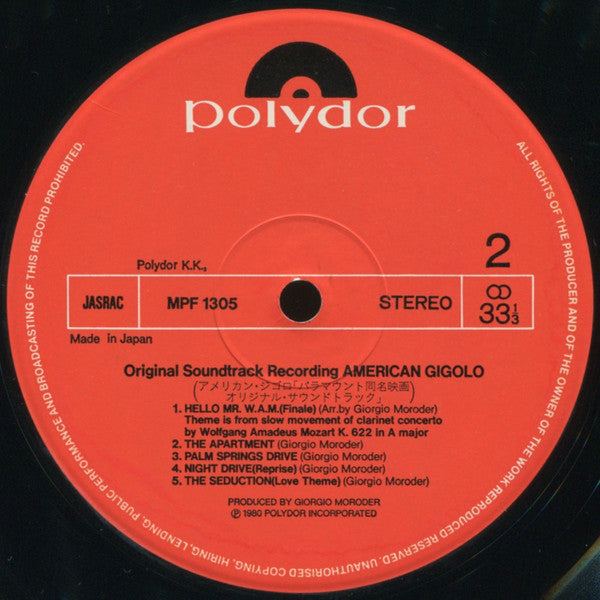 polydor
2
Polydor K.K.,
JASRAC
MPF 1305
STEREO
33 1/3
Made in Japan
Original Soundtrack Recording AMERICAN GIGOLO
(アメリカン・ジゴロ「パラマウント同名映画
オリジナル・サウンドトラック」)
1. HELLO MR. W.A.M.(Finale) (Arr.by Giorgio Moroder)
Theme is from slow movement of clarinet concerto
by Wolfgang Amadeus Mozart K. 622 in A major
2. THE APARTMENT (Giorgio Moroder)
3. PALM SPRINGS DRIVE (Giorgio Moroder)
4. NIGHT DRIVE(Reprise) (Giorgio Moroder)
5. THE SEDUCTION(Love Theme) (Giorgio Moroder)
PRODUCED BY GIORGIO MORODER
Ⓟ 1980 POLYDOR INCORPORATED
ALL RIGHTS OF THE PRODUCER AND OF THE OWNER OF THE WORK REPRODUCED RESERVED. UNAUTHORISED COPYING, HIRING, LENDING, PUBLIC PERFORMANCE AND BROADCASTING OF THIS RECORD PROHIBITED.